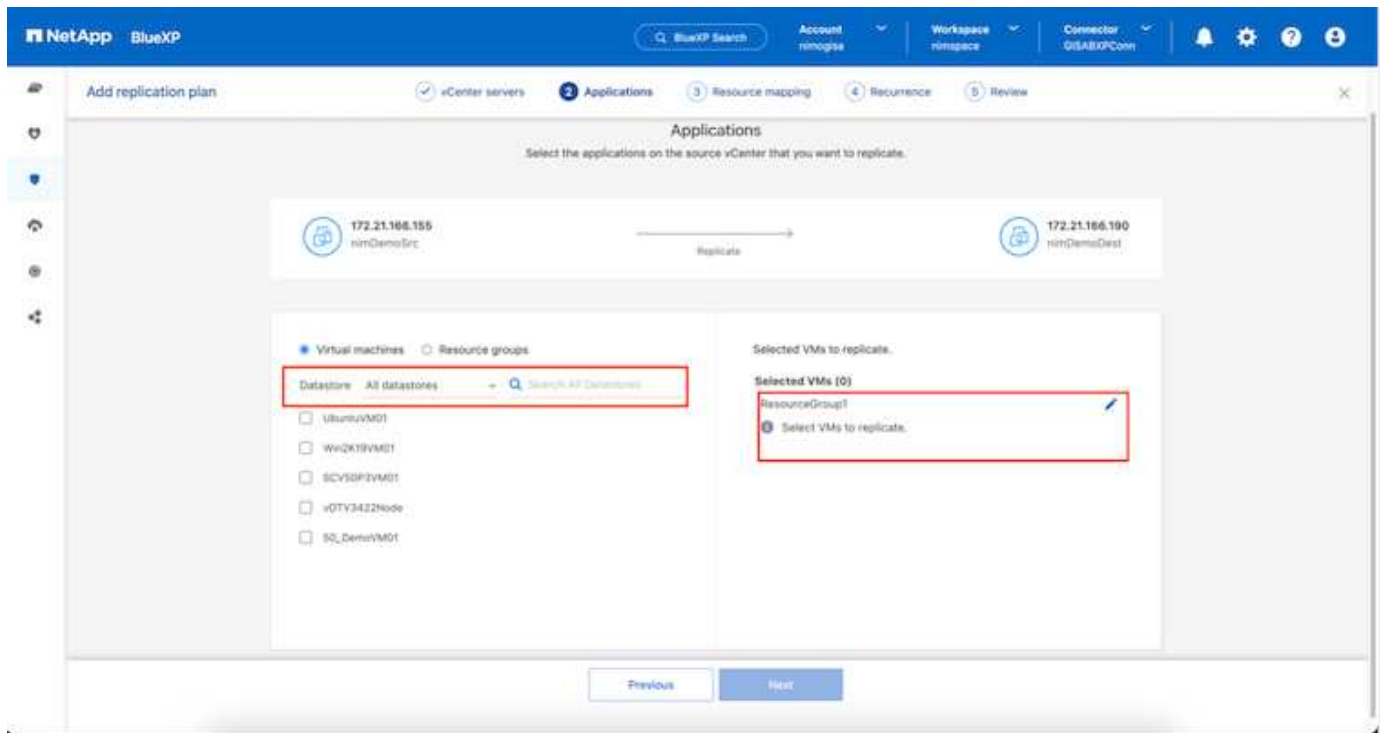 NetApp BlueXP
BlueXP Search
Account
nimogisa
Workspace
nimspace
Connector
GISABXPConn
Add replication plan
vCenter servers
2 Applications
3 Resource mapping
4 Recurrence
5 Review
Applications
Select the applications on the source vCenter that you want to replicate.
172.21.166.155
nimDemoSrc
Replicate
172.21.166.190
nimDemoDest
Virtual machines
Resource groups
Datastore All datastores
Search All Datastores
UbuntuVM01
Win2K19VM01
SCV50P3VM01
vDTV3422Node
50_DemoVM01
Selected VMs to replicate.
Selected VMs (0)
ResourceGroup1
Select VMs to replicate.
Previous
Next